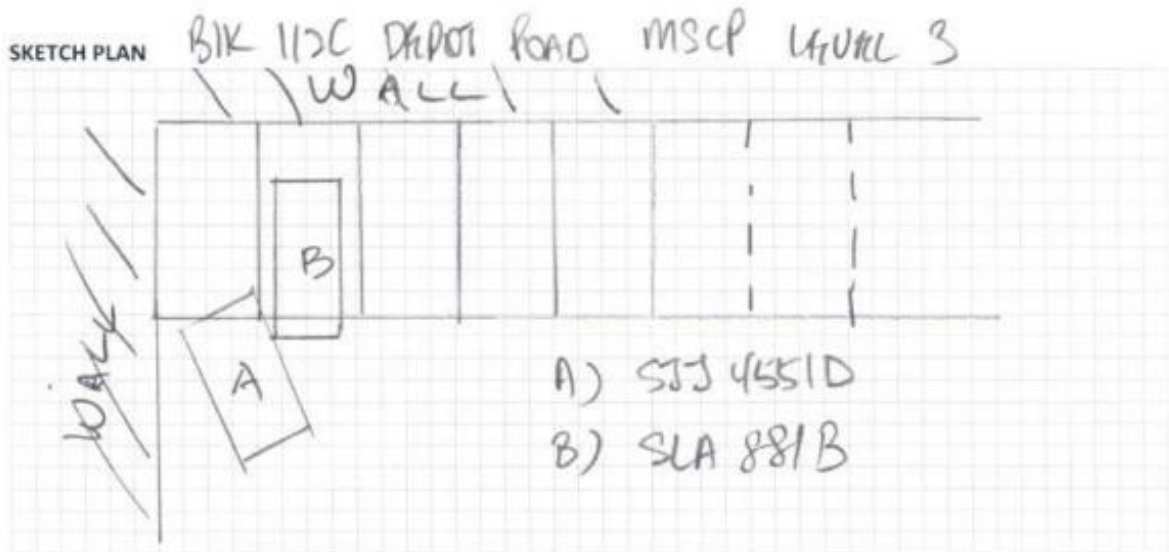 SKETCH PLAN BLK 112C DEPOT ROAD MSCP LEVEL 3
WALL
B
WALL
A
A) SJJ 4551D
B) SLA 881B